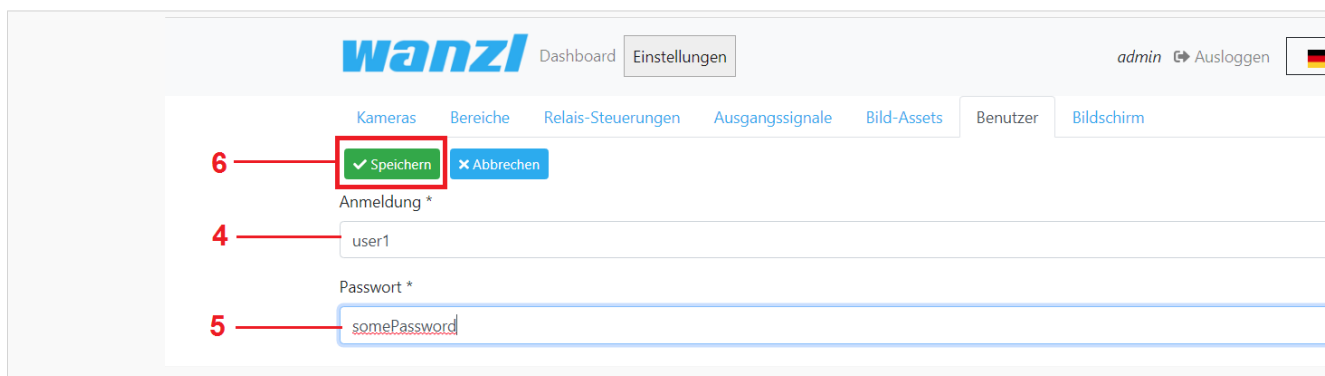 wanzl Dashboard Einstellungen admin Ausloggen
Kameras Bereiche Relais-Steuerungen Ausgangssignale Bild-Assets Benutzer Bildschirm
6 Speichern Abbrechen
Anmeldung *
4 user1
Passwort *
5 somePassword